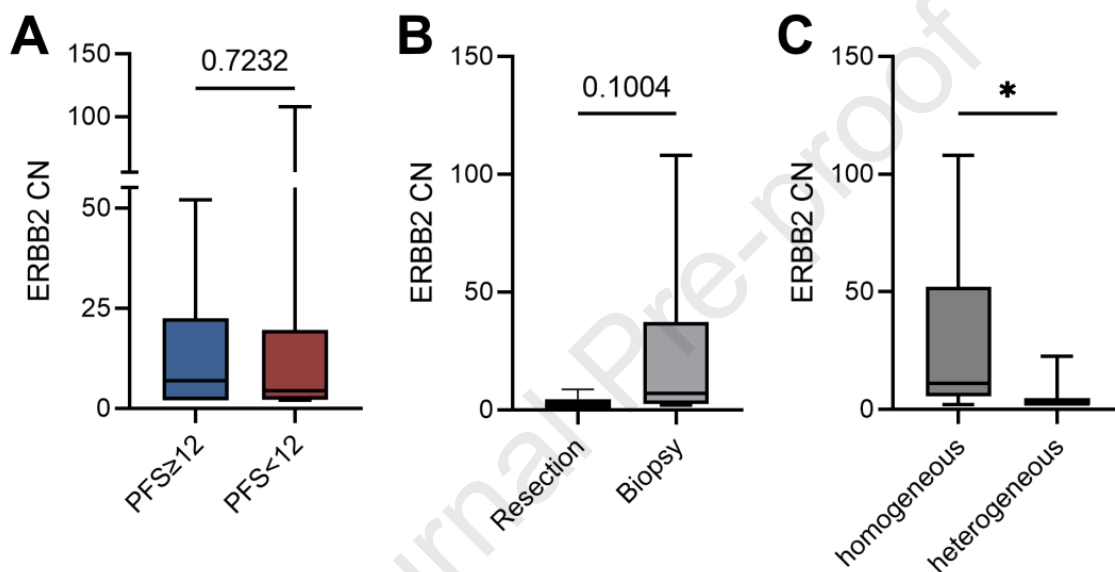 A
150
100
50
25
0
ERBB2 CN
0.7232
PFS≥12
PFS<12
B
150
100
50
0
ERBB2 CN
0.1004
Resection
Biopsy
C
150
100
50
0
ERBB2 CN
*
homogeneous
heterogeneous
urnal Pre-proof